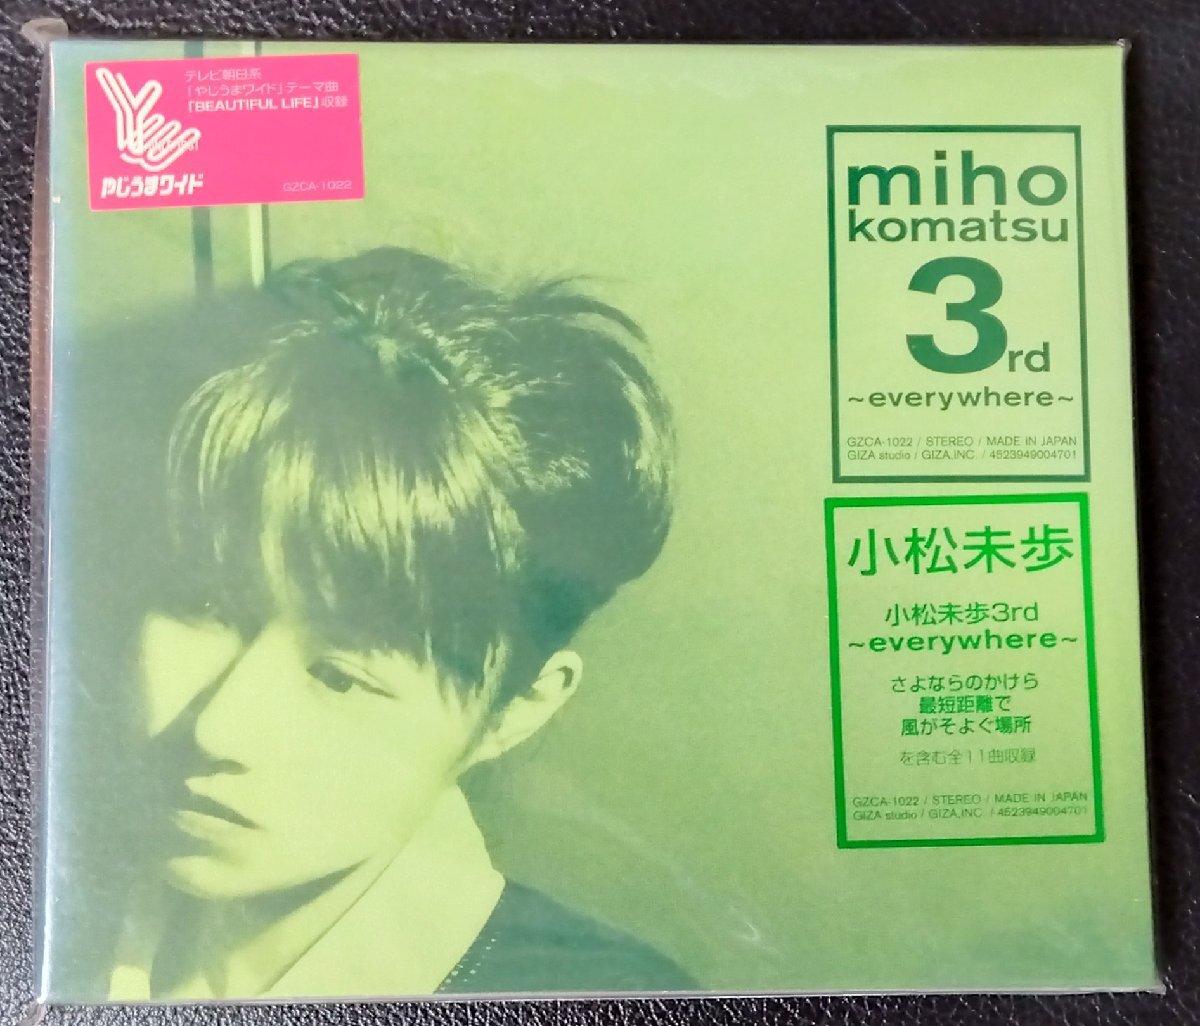 テレビ朝日系
「やじうまワイド」テーマ曲
「BEAUTIFUL LIFE」収録
やじうまワイド
GZCA-1022
miho
komatsu
3rd
~everywhere~
GZCA-1022 / STEREO / MADE IN JAPAN
GIZA studio / GIZA,INC. / 4523949004701
小松未歩
小松未歩3rd
~everywhere~
さよならのかけら
最短距離で
風がそよぐ場所
を含む全11曲収録
GZCA-1022 / STEREO / MADE IN JAPAN
GIZA studio / GIZA,INC. / 4523949004701